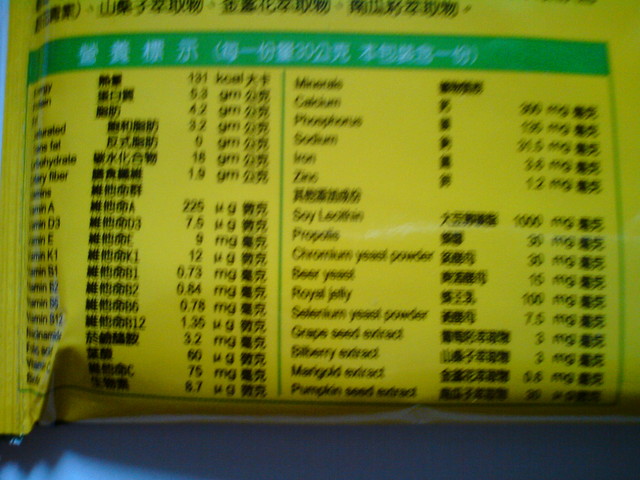 山桑子萃取物、金盞花萃取物、南瓜籽萃取物。
營養標示 (每一份量30公克 本包裝含一份)
熱量 131 kcal 大卡
蛋白質 5.3 gm 公克
脂肪 4.2 gm 公克
飽和脂肪 3.2 gm 公克
反式脂肪 0 gm 公克
碳水化合物 18 gm 公克
膳食纖維 1.9 gm 公克
維他命群
維他命A 225 μg 微克
維他命D3 7.5 μg 微克
維他命E 9 mg 毫克
維他命K1 12 μg 微克
維他命B1 0.73 mg 毫克
維他命B2 0.84 mg 毫克
維他命B6 0.78 mg 毫克
維他命B12 1.35 μg 微克
菸鹼醯胺 3.2 mg 毫克
葉酸 60 μg 微克
維他命C 75 mg 毫克
生物素 8.7 μg 微克
Minerals 礦物質類
Calcium 鈣 300 mg 毫克
Phosphorus 磷 135 mg 毫克
Sodium 鈉 31.5 mg 毫克
Iron 鐵 3.6 mg 毫克
Zinc 鋅 1.2 mg 毫克
其他添加成份
Soy Lecithin 大豆卵磷脂 1000 mg 毫克
Propolis 蜂膠 30 mg 毫克
Chromium yeast powder 鉻酵母 30 mg 毫克
Beer yeast 啤酒酵母 15 mg 毫克
Royal jelly 蜂王乳 100 mg 毫克
Selenium yeast powder 硒酵母 7.5 mg 毫克
Grape seed extract 葡萄籽萃取物 3 mg 毫克
Bilberry extract 山桑子萃取物 3 mg 毫克
Marigold extract 金盞花萃取物 0.6 mg 毫克
Pumpkin seed extract 南瓜子萃取物 30 μg 微克